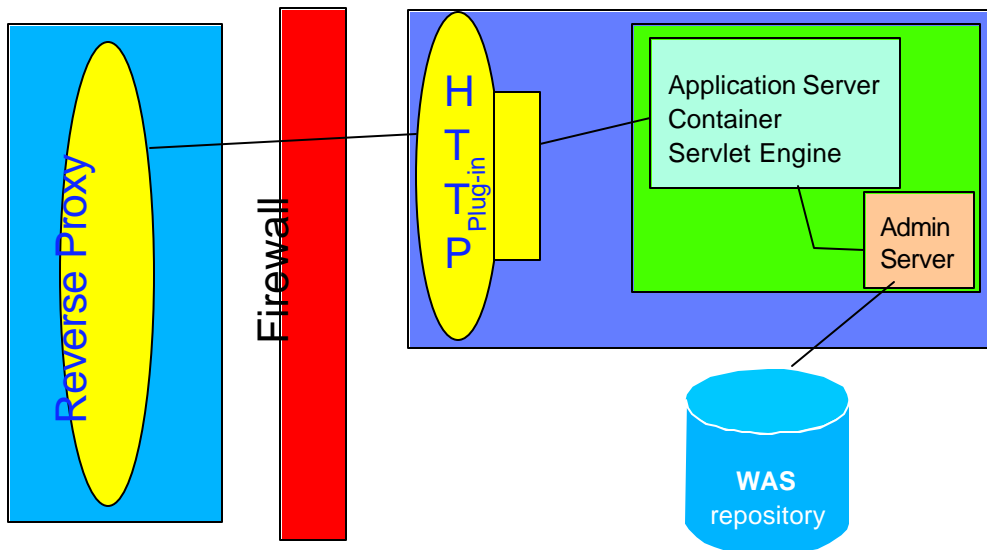 Reverse Proxy
Firewall
H
T
T
P
Plug-in
Application Server
Container
Servlet Engine
Admin
Server
WAS
repository